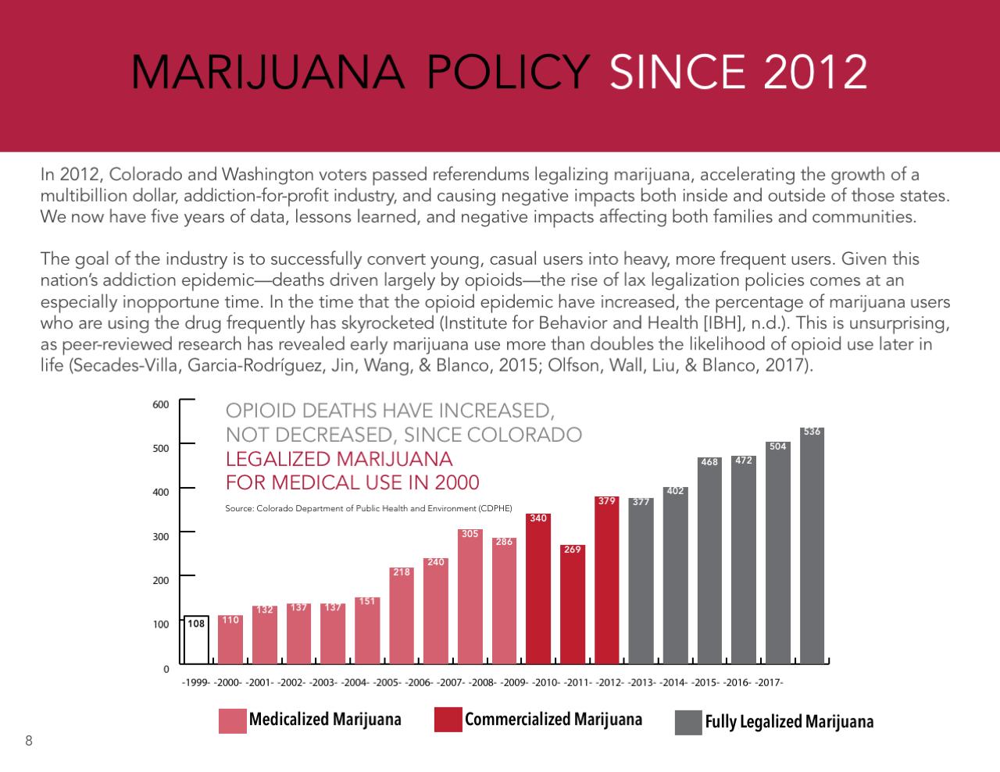 MARIJUANA POLICY SINCE 2012
In 2012, Colorado and Washington voters passed referendums legalizing marijuana, accelerating the growth of a
multibillion dollar, addiction-for-profit industry, and causing negative impacts both inside and outside of those states.
We now have five years of data, lessons learned, and negative impacts affecting both families and communities.
The goal of the industry is to successfully convert young, casual users into heavy, more frequent users. Given this
nation's addiction epidemic—deaths driven largely by opioids—the rise of lax legalization policies comes at an
especially inopportune time. In the time that the opioid epidemic have increased, the percentage of marijuana users
who are using the drug frequently has skyrocketed (Institute for Behavior and Health [IBH], n.d.). This is unsurprising,
as peer-reviewed research has revealed early marijuana use more than doubles the likelihood of opioid use later in
life (Secades-Villa, Garcia-Rodríguez, Jin, Wang, & Blanco, 2015; Olfson, Wall, Liu, & Blanco, 2017).
OPIOID DEATHS HAVE INCREASED,
NOT DECREASED, SINCE COLORADO
LEGALIZED MARIJUANA
FOR MEDICAL USE IN 2000
Source: Colorado Department of Public Health and Environment (CDPHE)
600
500
400
300
200
100
0
108 110 132 137 137 151 218 240 305 286 340 269 379 377 402 468 472 504 536
-1999- -2000- -2001- -2002- -2003- -2004- -2005- -2006- -2007- -2008- -2009- -2010- -2011- -2012- -2013- -2014- -2015- -2016- -2017-
Medicalized Marijuana Commercialized Marijuana Fully Legalized Marijuana
8